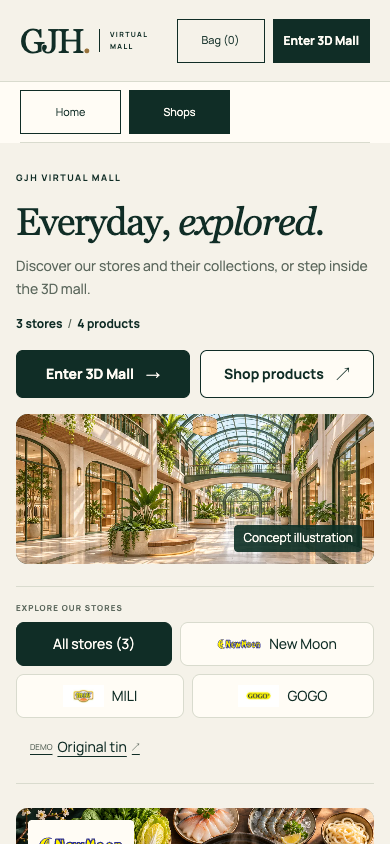 GJH.
VIRTUAL
MALL
Bag (0)
Enter 3D Mall
Home
Shops
GJH VIRTUAL MALL
Everyday, explored.
Discover our stores and their collections, or step inside
the 3D mall.
3 stores / 4 products
Enter 3D Mall →
Shop products ↗
Concept illustration
EXPLORE OUR STORES
All stores (3)
NewMoon New Moon
MILI
GOGO GOGO
DEMO Original tin ↗
NewMoon